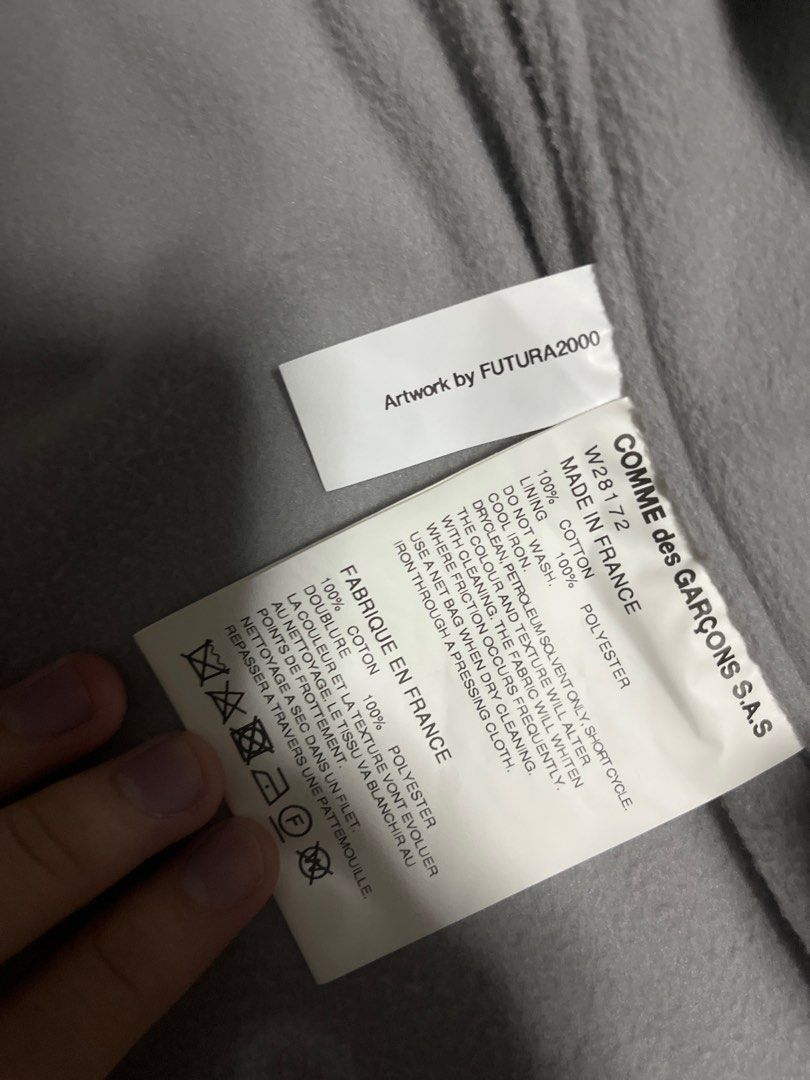 Artwork by FUTURA2000
COMME des GARÇONS S.A.S
W28172
MADE IN FRANCE
100% COTTON
LINING 100% POLYESTER
DO NOT WASH.
COOL IRON.
DRYCLEAN, PETROLEUM SOLVENT ONLY. SHORT CYCLE.
THE COLOUR AND TEXTURE WILL ALTER
WITH CLEANING. THE FABRIC WILL WHITEN
WHERE FRICTION OCCURS FREQUENTLY.
USE A NET BAG WHEN DRY CLEANING.
IRON THROUGH A PRESSING CLOTH.
FABRIQUE EN FRANCE
100% COTON
DOUBLURE 100% POLYESTER
LA COULEUR ET LA TEXTURE VONT EVOLUER
AU NETTOYAGE. LE TISSU VA BLANCHIR AU
POINTS DE FROTTEMENT.
NETTOYAGE A SEC DANS UN FILET.
REPASSER A TRAVERS UNE PATTEMOUILLE.
F